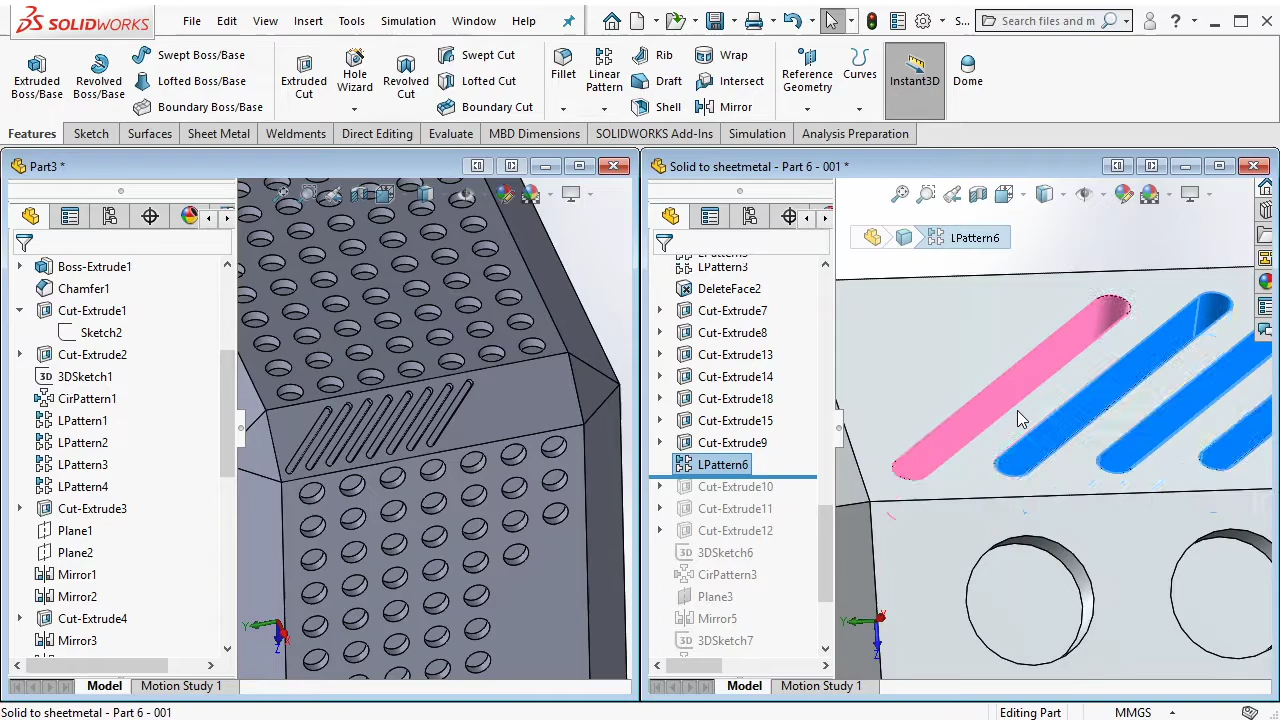 SOLIDWORKS
File Edit View Insert Tools Simulation Window Help
S...
Search files and m
Extruded Boss/Base
Revolved Boss/Base
Swept Boss/Base
Lofted Boss/Base
Boundary Boss/Base
Extruded Cut
Hole Wizard
Revolved Cut
Swept Cut
Lofted Cut
Boundary Cut
Fillet
Linear Pattern
Rib
Draft
Shell
Wrap
Intersect
Mirror
Reference Geometry
Curves
Instant3D
Dome
Features Sketch Surfaces Sheet Metal Weldments Direct Editing Evaluate MBD Dimensions SOLIDWORKS Add-Ins Simulation Analysis Preparation
Part3 *
Boss-Extrude1
Chamfer1
Cut-Extrude1
Sketch2
Cut-Extrude2
3D 3DSketch1
CirPattern1
LPattern1
LPattern2
LPattern3
LPattern4
Cut-Extrude3
Plane1
Plane2
Mirror1
Mirror2
Cut-Extrude4
Mirror3
Y
X
Z
Model Motion Study 1
Solid to sheetmetal - Part 6 - 001 *
LPattern6
LPattern3
DeleteFace2
Cut-Extrude7
Cut-Extrude8
Cut-Extrude13
Cut-Extrude14
Cut-Extrude18
Cut-Extrude15
Cut-Extrude9
LPattern6
Cut-Extrude10
Cut-Extrude11
Cut-Extrude12
3D 3DSketch6
CirPattern3
Plane3
Mirror5
3D 3DSketch7
Y
X
Z
Model Motion Study 1
Solid to sheetmetal - Part 6 - 001
Editing Part
MMGS